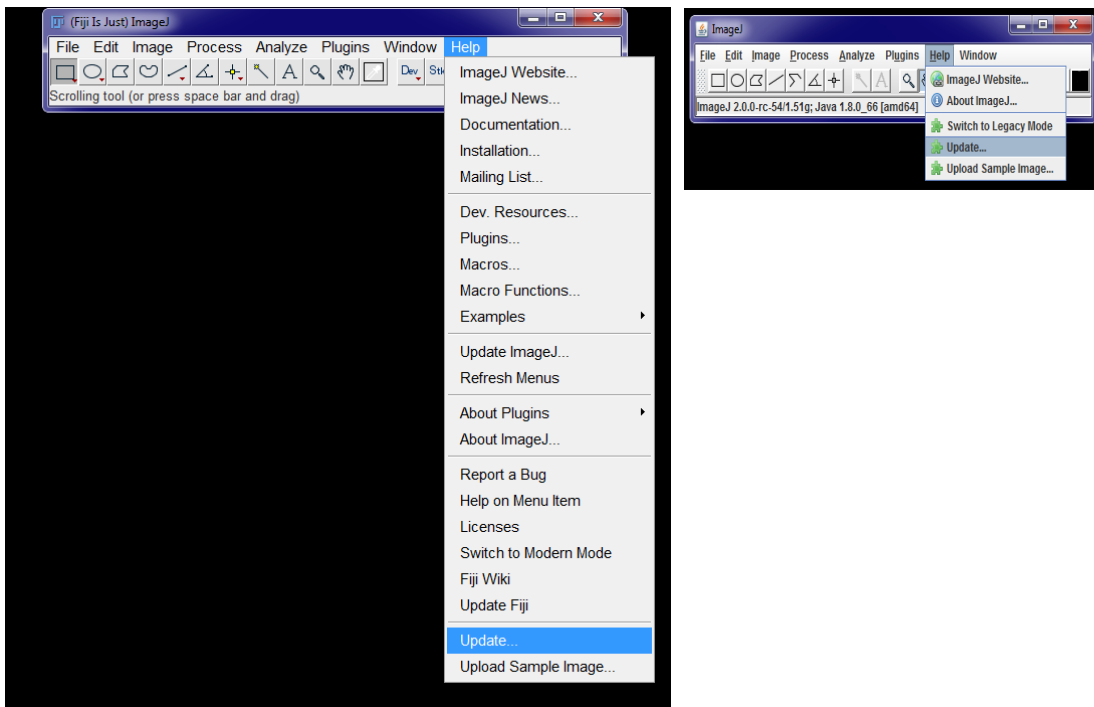 (Fiji Is Just) ImageJ
File Edit Image Process Analyze Plugins Window Help
A Dev Stk
Scrolling tool (or press space bar and drag)
ImageJ Website...
ImageJ News...
Documentation...
Installation...
Mailing List...
Dev. Resources...
Plugins...
Macros...
Macro Functions...
Examples
Update ImageJ...
Refresh Menus
About Plugins
About ImageJ...
Report a Bug
Help on Menu Item
Licenses
Switch to Modern Mode
Fiji Wiki
Update Fiji
Update...
Upload Sample Image...
ImageJ
File Edit Image Process Analyze Plugins Help Window
A
ImageJ 2.0.0-rc-54/1.51g; Java 1.8.0_66 [amd64]
ImageJ Website...
About ImageJ...
Switch to Legacy Mode
Update...
Upload Sample Image...